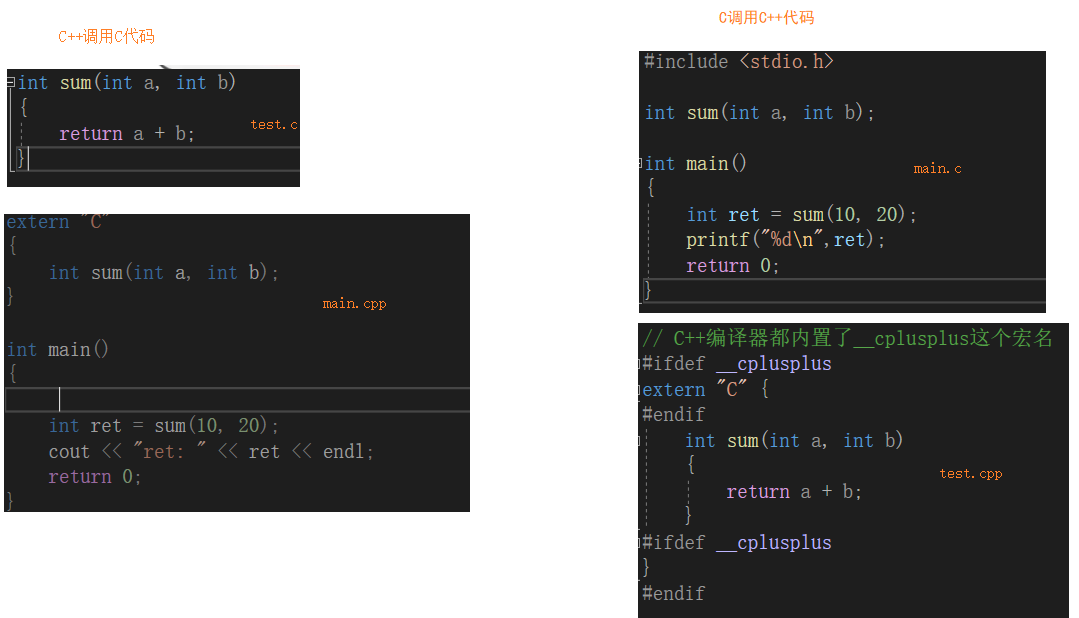 C++调用C代码
int sum(int a, int b)
{
return a + b;
}
test.c
extern "C"
{
int sum(int a, int b);
}
main.cpp
int main()
{
int ret = sum(10, 20);
cout << "ret: " << ret << endl;
return 0;
}
C调用C++代码
#include <stdio.h>
int sum(int a, int b);
int main()
main.c
{
int ret = sum(10, 20);
printf("%d\n",ret);
return 0;
}
// C++编译器都内置了__cplusplus这个宏名
#ifdef __cplusplus
extern "C" {
#endif
int sum(int a, int b)
{
test.cpp
return a + b;
}
#ifdef __cplusplus
}
#endif